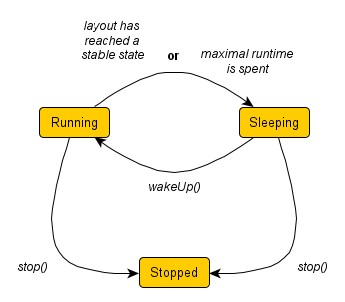 layout has
reached a
stable state
or
maximal runtime
is spent
Running
Sleeping
wakeUp()
stop()
Stopped
stop()